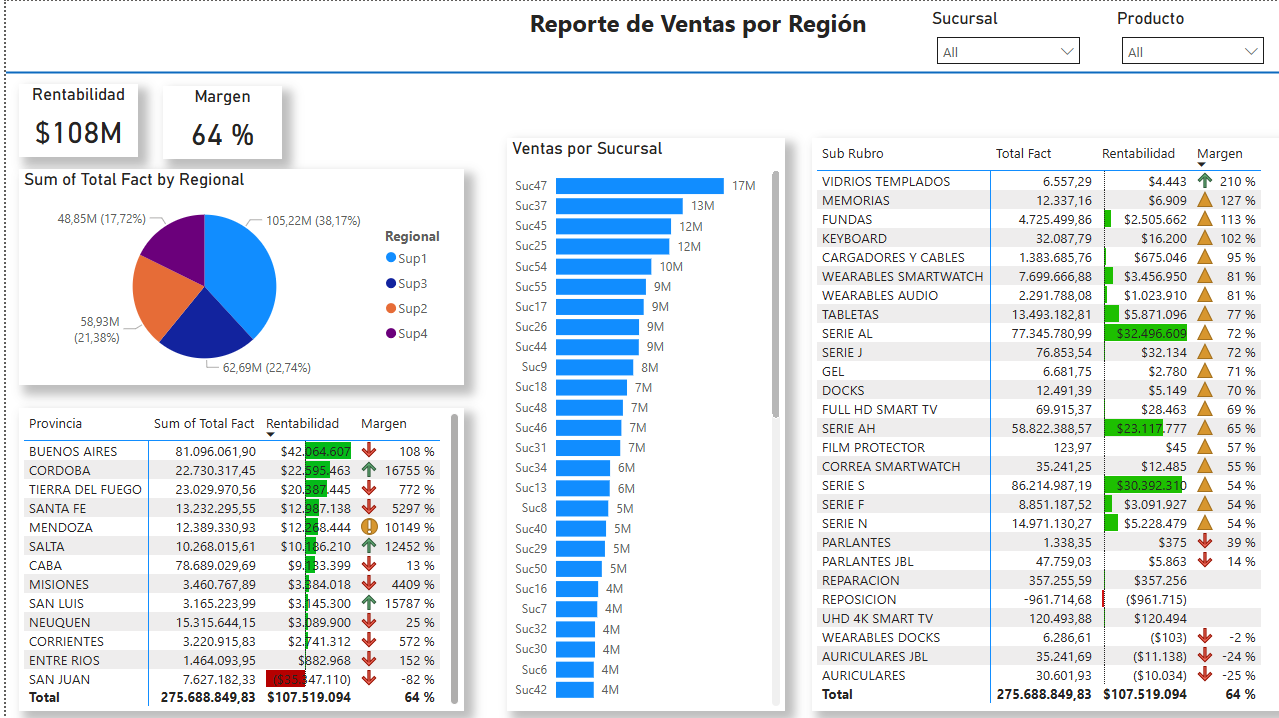 Reporte de Ventas por Región
Sucursal
All
Producto
All
Rentabilidad
$108M
Margen
64 %
Sum of Total Fact by Regional
48,85M (17,72%)
105,22M (38,17%)
58,93M
(21,38%)
62,69M (22,74%)
Regional
Sup1
Sup3
Sup2
Sup4
Provincia Sum of Total Fact Rentabilidad Margen
BUENOS AIRES 81.096.061,90 $42.064.607 108 %
CORDOBA 22.730.317,45 $22.595.463 16755 %
TIERRA DEL FUEGO 23.029.970,56 $20.387.445 772 %
SANTA FE 13.232.295,55 $12.987.138 5297 %
MENDOZA 12.389.330,93 $12.268.444 10149 %
SALTA 10.268.015,61 $10.186.210 12452 %
CABA 78.689.029,69 $9.133.399 13 %
MISIONES 3.460.767,89 $3.384.018 4409 %
SAN LUIS 3.165.223,99 $3.145.300 15787 %
NEUQUEN 15.315.644,15 $3.089.900 25 %
CORRIENTES 3.220.915,83 $2.741.312 572 %
ENTRE RIOS 1.464.093,95 $882.968 152 %
SAN JUAN 7.627.182,33 -82 %
Total 275.688.849,83 $107.519.094 64 %
Ventas por Sucursal
Suc47 17M
Suc37 13M
Suc45 12M
Suc25 12M
Suc54 10M
Suc55 9M
Suc17 9M
Suc26 9M
Suc44 9M
Suc9 8M
Suc18 7M
Suc48 7M
Suc46 7M
Suc31 7M
Suc34 6M
Suc13 6M
Suc8 5M
Suc40 5M
Suc29 5M
Suc50 5M
Suc16 4M
Suc7 4M
Suc32 4M
Suc30 4M
Suc6 4M
Suc42 4M
Sub Rubro Total Fact Rentabilidad Margen
VIDRIOS TEMPLADOS 6.557,29 $4.443 210 %
MEMORIAS 12.337,16 $6.909 127 %
FUNDAS 4.725.499,86 $2.505.662 113 %
KEYBOARD 32.087,79 $16.200 102 %
CARGADORES Y CABLES 1.383.685,76 $675.046 95 %
WEARABLES SMARTWATCH 7.699.666,88 $3.456.950 81 %
WEARABLES AUDIO 2.291.788,08 $1.023.910 81 %
TABLETAS 13.493.182,81 $5.871.096 77 %
SERIE AL 77.345.780,99 $32.496.609 72 %
SERIE J 76.853,54 $32.134 72 %
GEL 6.681,75 $2.780 71 %
DOCKS 12.491,39 $5.149 70 %
FULL HD SMART TV 69.915,37 $28.463 69 %
SERIE AH 58.822.388,57 $23.117.777 65 %
FILM PROTECTOR 123,97 $45 57 %
CORREA SMARTWATCH 35.241,25 $12.485 55 %
SERIE S 86.214.987,19 $30.392.310 54 %
SERIE F 8.851.187,52 $3.091.927 54 %
SERIE N 14.971.130,27 $5.228.479 54 %
PARLANTES 1.338,35 $375 39 %
PARLANTES JBL 47.759,03 $5.863 14 %
REPARACION 357.255,59 $357.256
REPOSICION -961.714,68 ($961.715)
UHD 4K SMART TV 120.493,88 $120.494
WEARABLES DOCKS 6.286,61 ($103) -2 %
AURICULARES JBL 35.241,69 ($11.138) -24 %
AURICULARES 30.601,93 ($10.034) -25 %
Total 275.688.849,83 $107.519.094 64 %